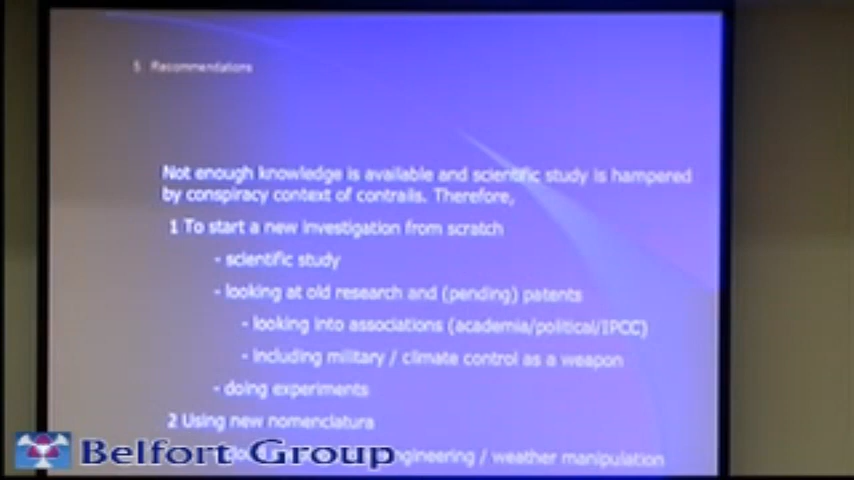 5 Recommendations
Not enough knowledge is available and scientific study is hampered
by conspiracy context of contrails. Therefore,
1 To start a new investigation from scratch
- scientific study
- looking at old research and (pending) patents
- looking into associations (academia/political/IPCC)
- including military / climate control as a weapon
- doing experiments
2 Using new nomenclatura
engineering / weather manipulation
Belfort Group